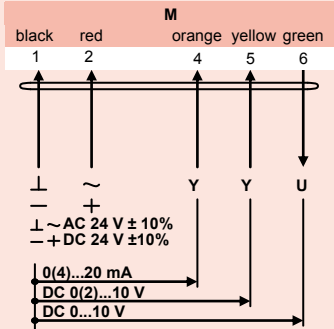 M
black red orange yellow green
1 2 4 5 6
⊥ ~ Y Y U
− +
⊥ ~ AC 24 V ± 10%
− + DC 24 V ±10%
0(4)...20 mA
DC 0(2)...10 V
DC 0...10 V